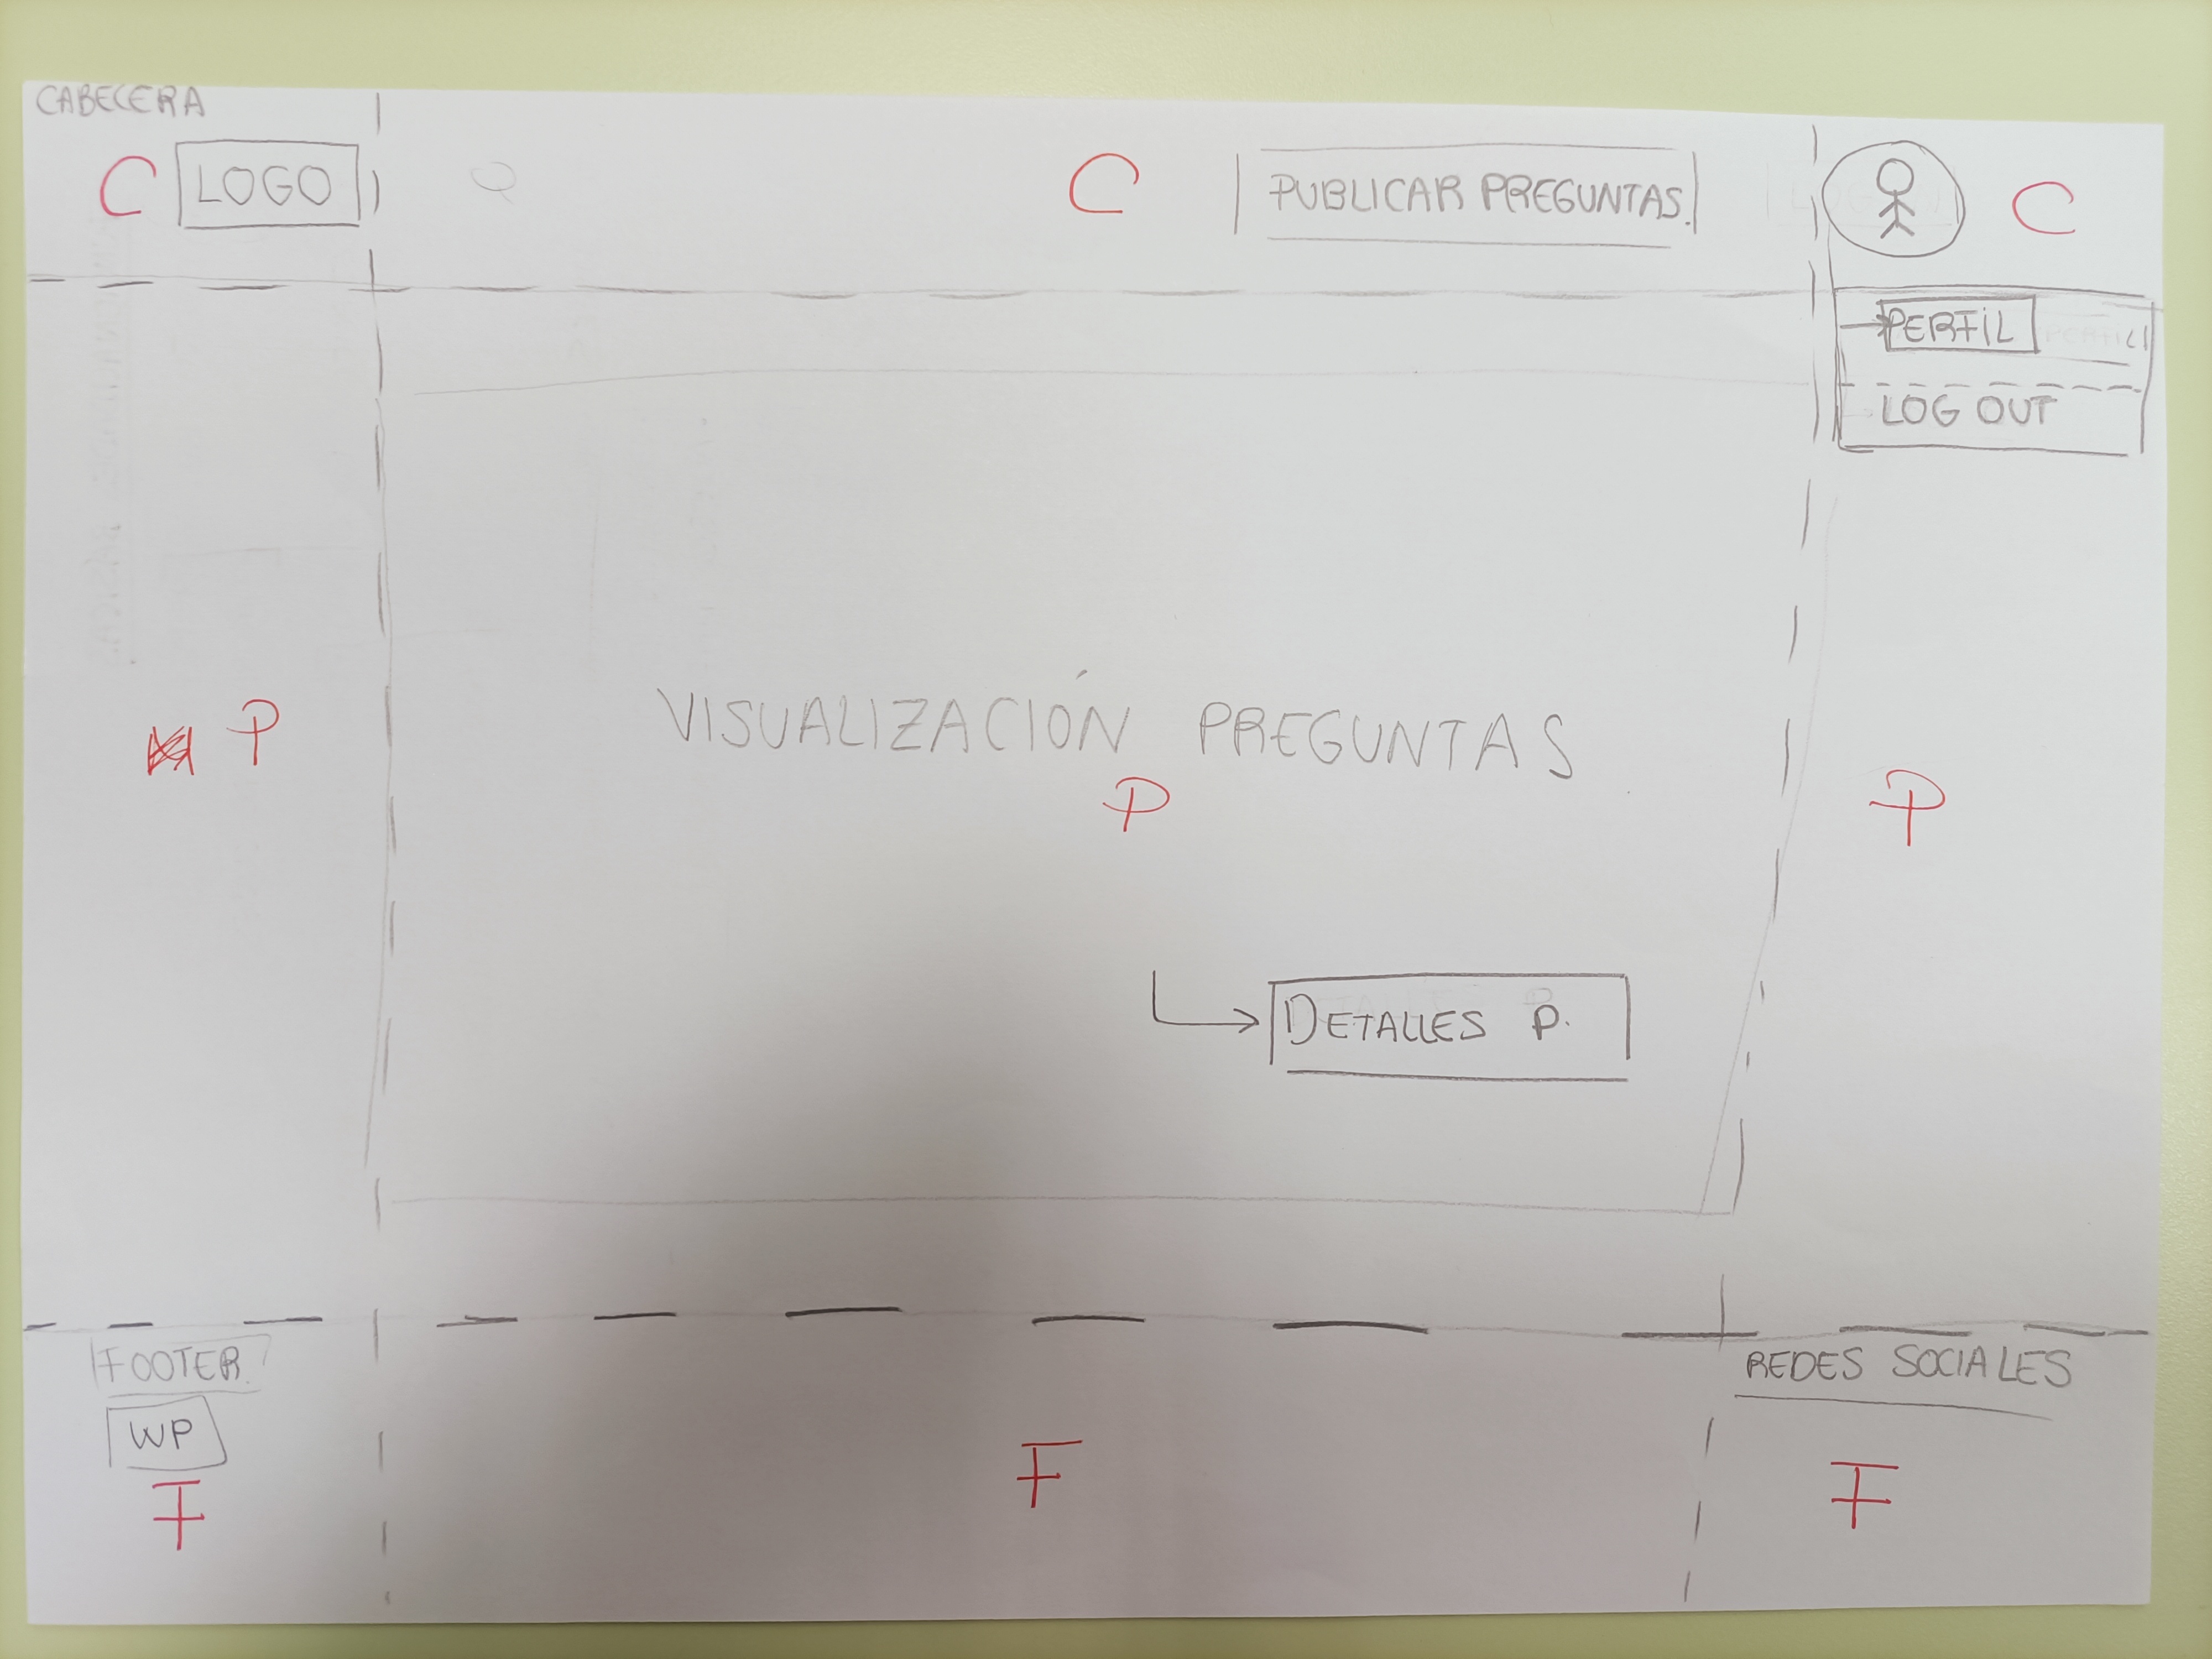 CABECERA
C LOGO C PUBLICAR PREGUNTAS. C
PERFIL
LOG OUT
VISUALIZACIÓN PREGUNTAS
P P P
DETALLES P.
FOOTER REDES SOCIALES
WP
F F F